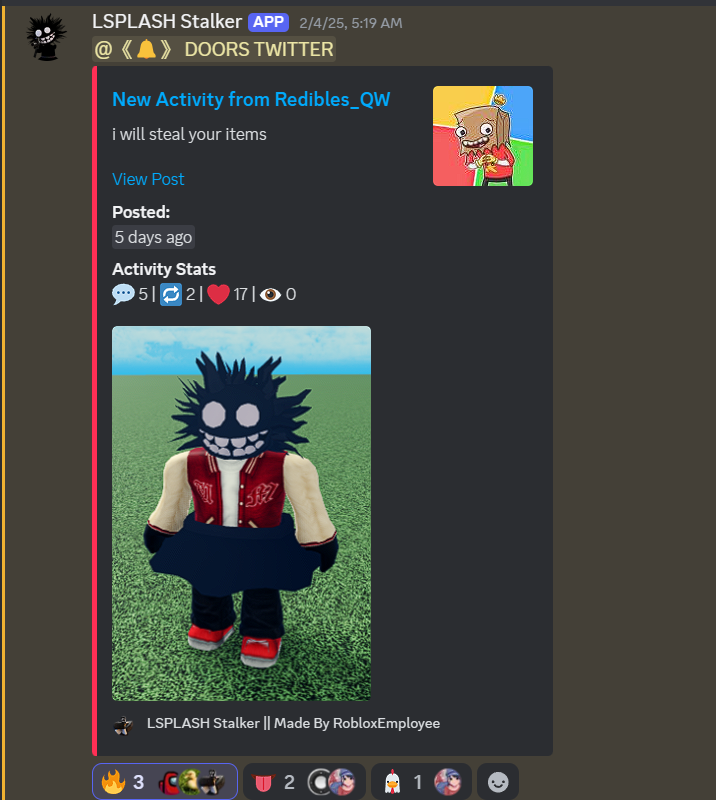 LSPLASH Stalker APP 2/4/25, 5:19 AM
@《🔔》 DOORS TWITTER
New Activity from Redibles_QW
i will steal your items
View Post
Posted:
5 days ago
Activity Stats
💬 5 | 🔁 2 | ❤️ 17 | 👁️ 0
LSPLASH Stalker || Made By RobloxEmployee
🔥 3 👅 2 🐔 1